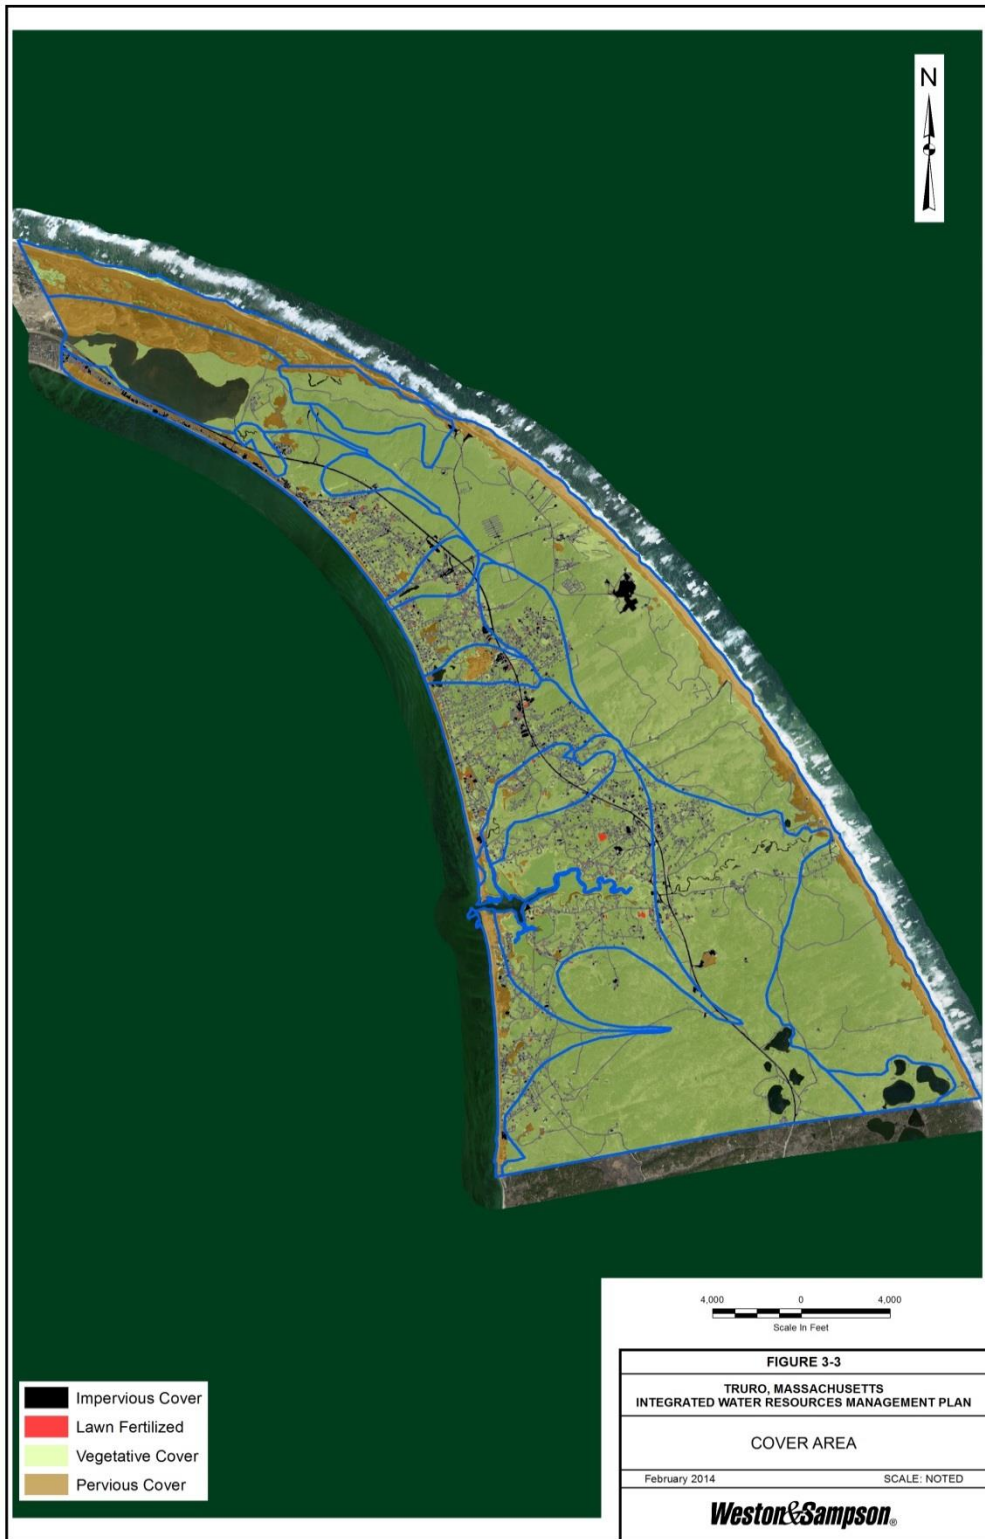 N
4,000 0 4,000
Scale In Feet
FIGURE 3-3
TRURO, MASSACHUSETTS
INTEGRATED WATER RESOURCES MANAGEMENT PLAN
COVER AREA
February 2014 SCALE: NOTED
Weston&Sampson®
Impervious Cover
Lawn Fertilized
Vegetative Cover
Pervious Cover